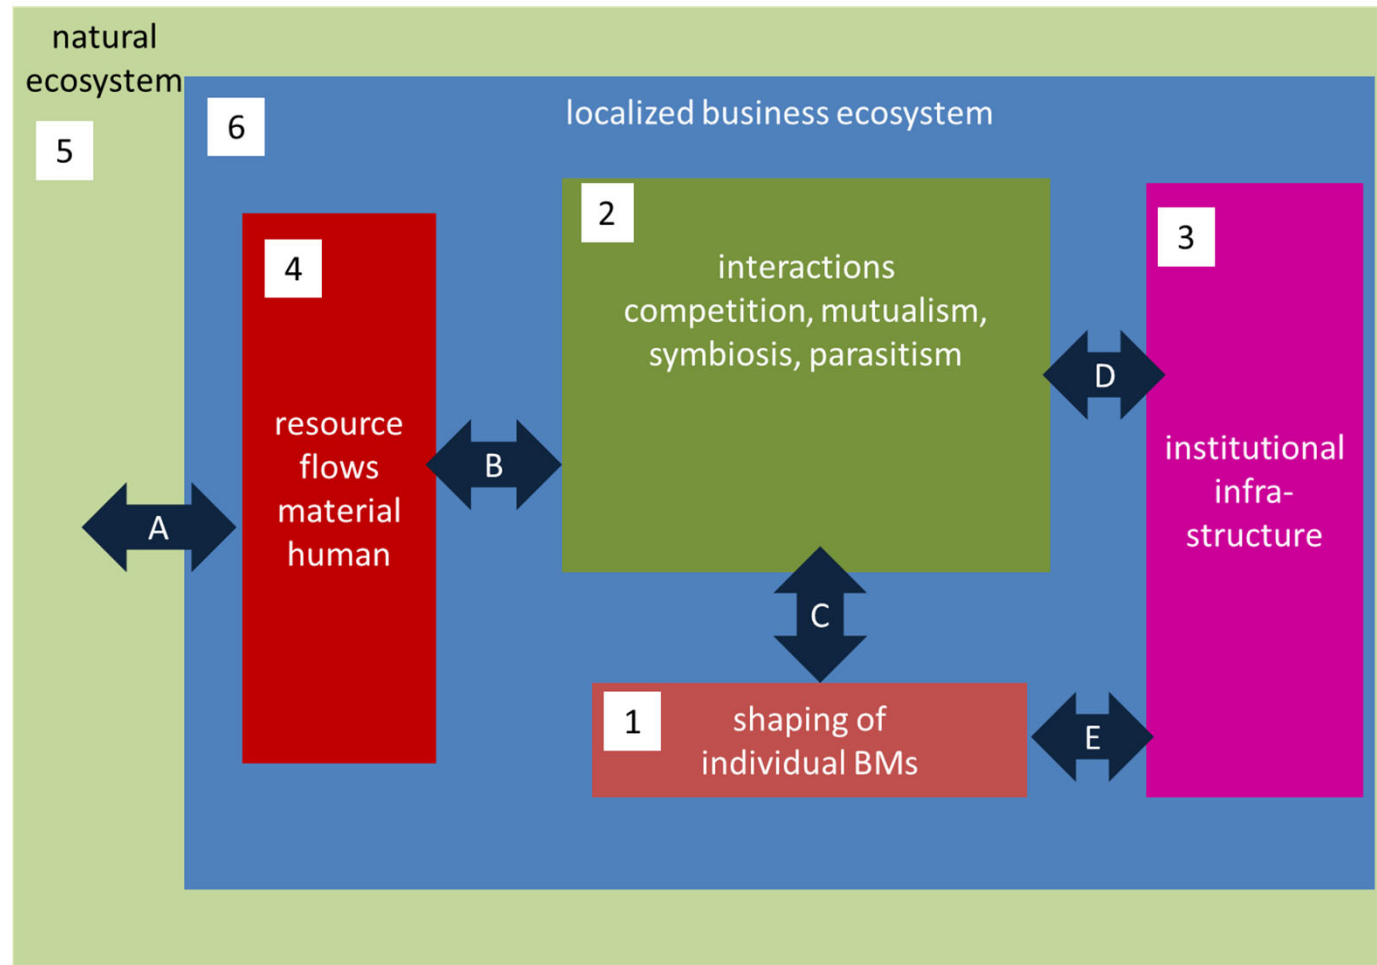 natural
ecosystem
5
6
localized business ecosystem
4
resource
flows
material
human
2
interactions
competition, mutualism,
symbiosis, parasitism
3
institutional
infra-
structure
A
B
C
D
E
1
shaping of
individual BMs